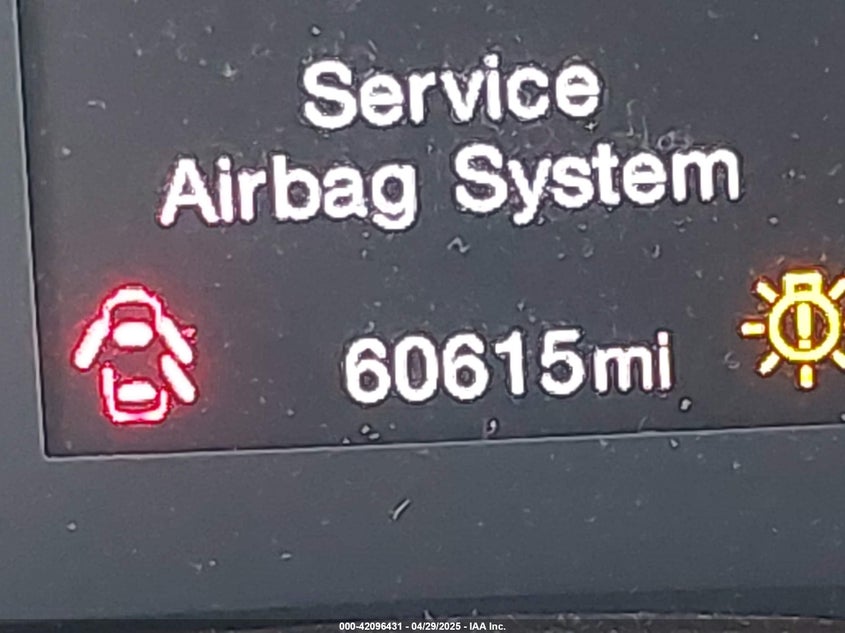 Service
Airbag System
60615mi
000-42096431 - 04/29/2025 - IAA Inc.